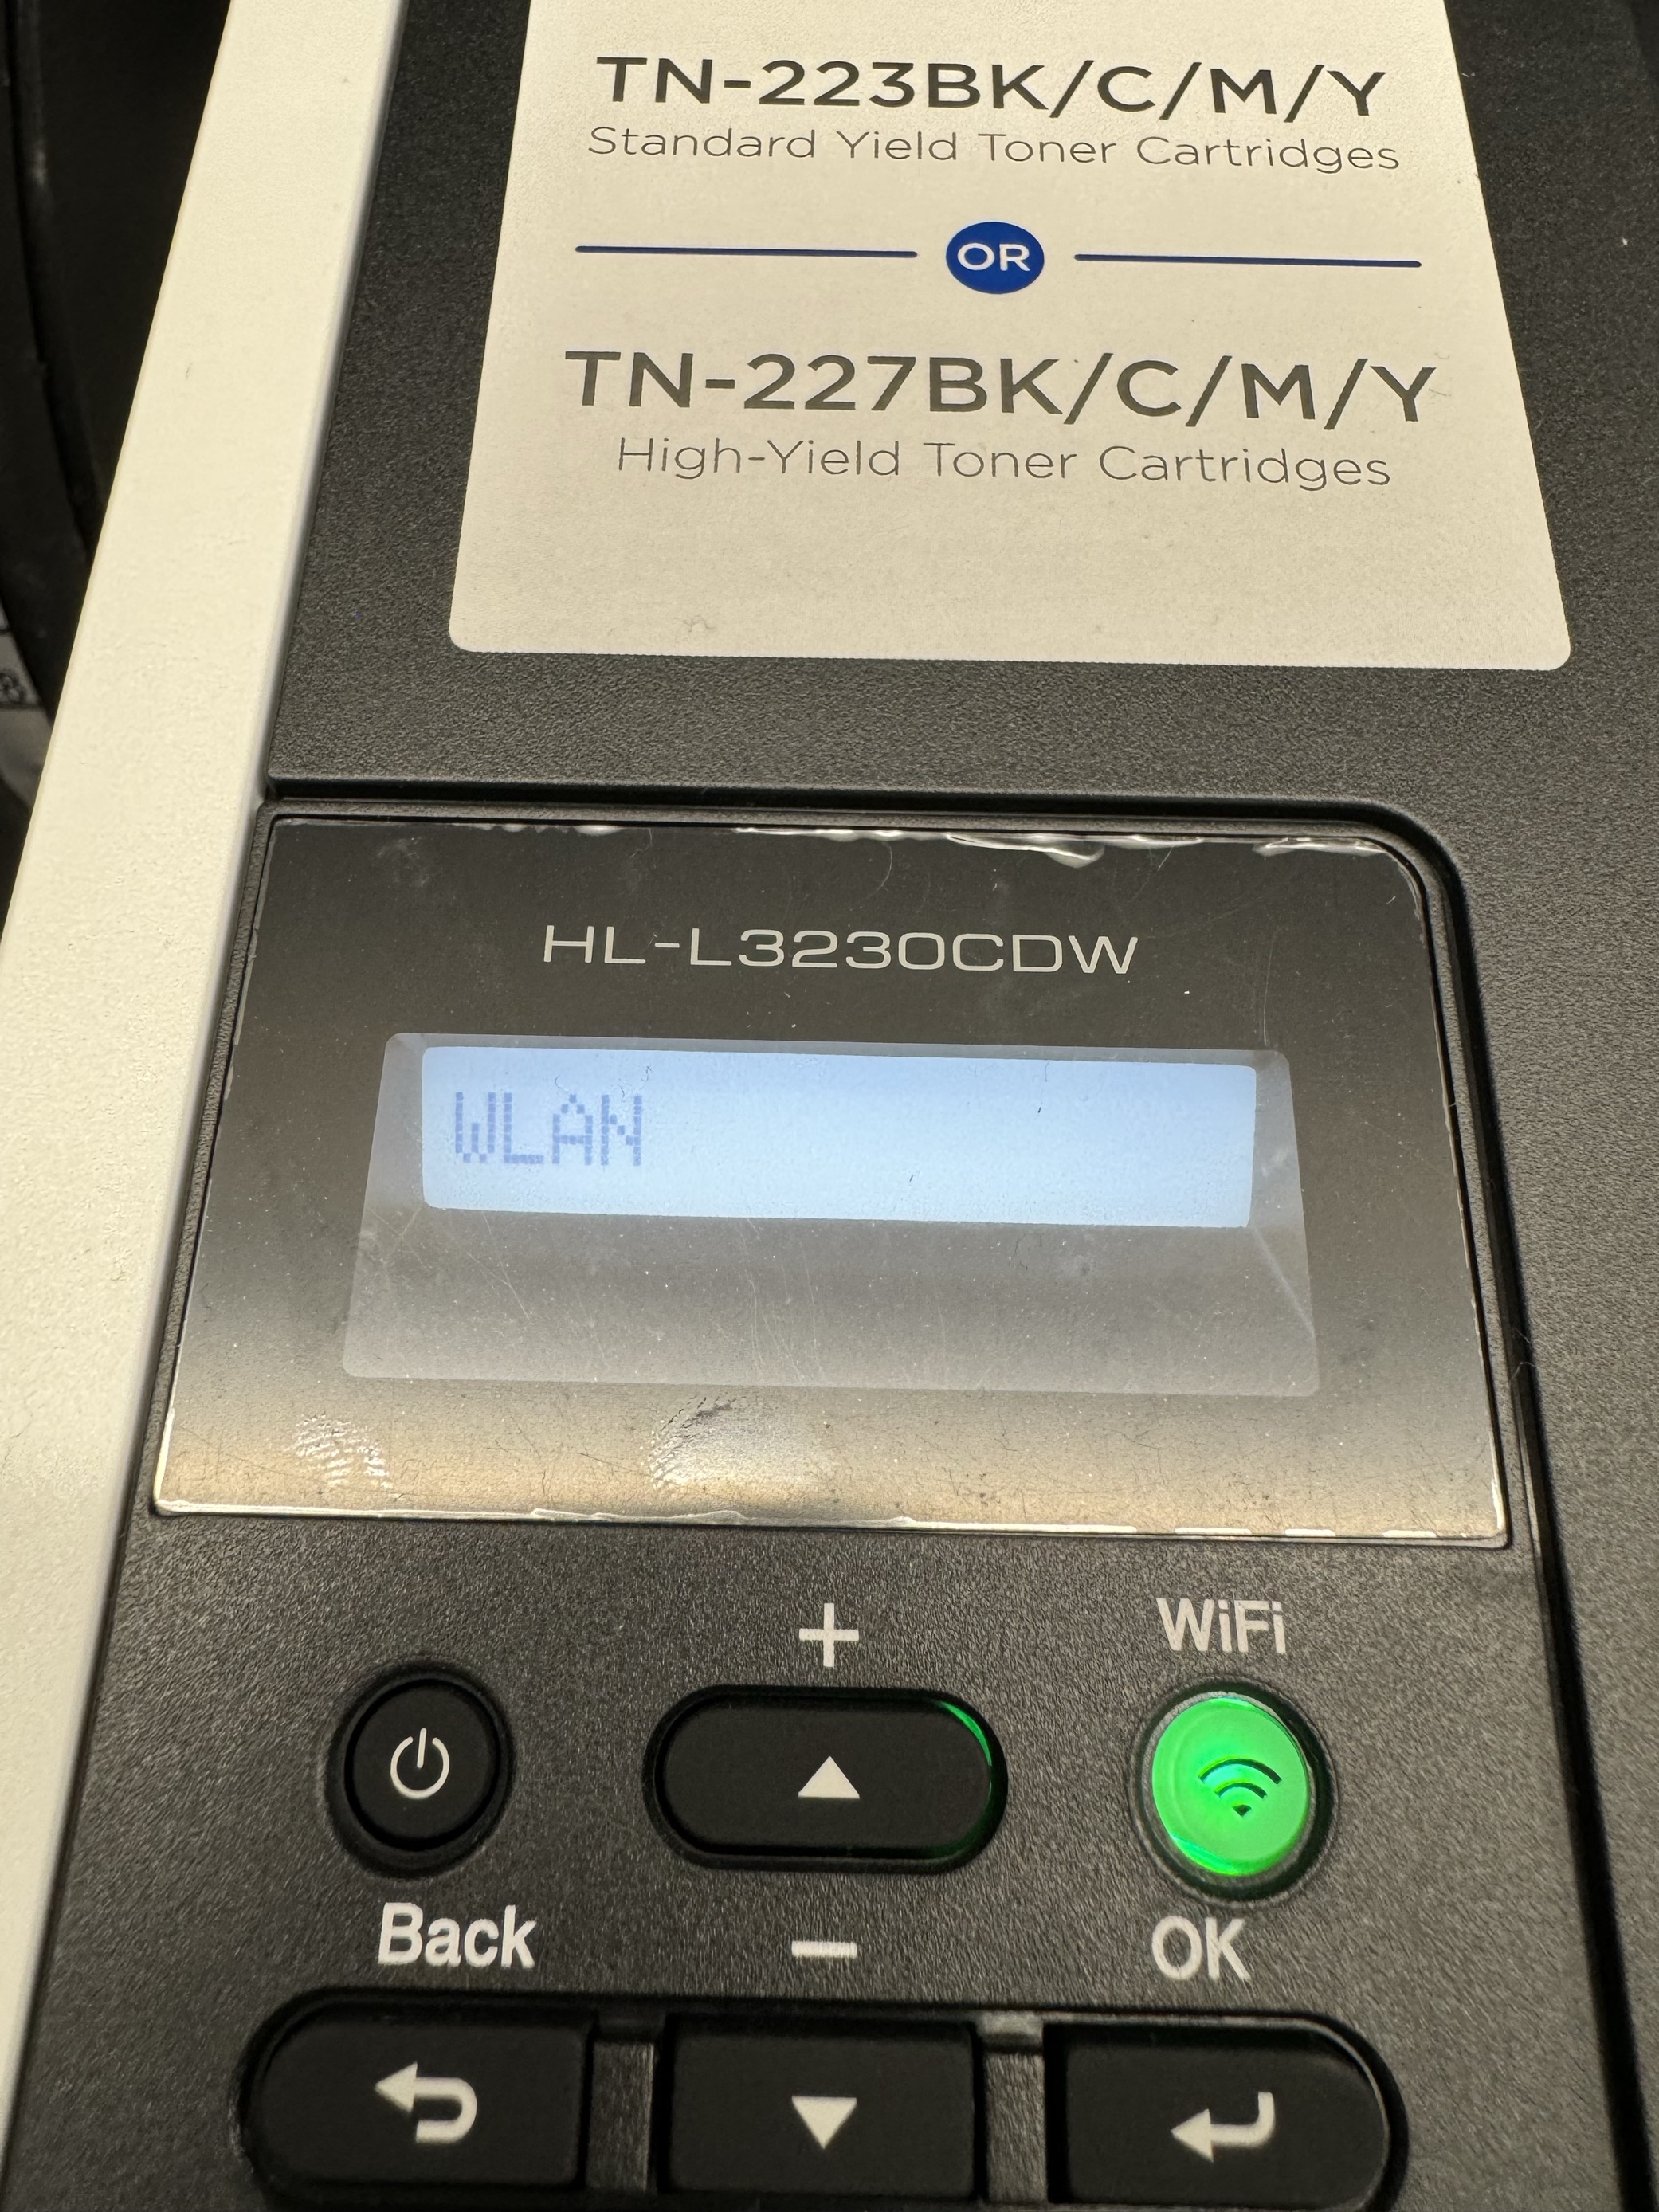 TN-223BK/C/M/Y
Standard Yield Toner Cartridges
OR
TN-227BK/C/M/Y
High-Yield Toner Cartridges
HL-L3230CDW
WLAN
+
WiFi
Back
−
OK